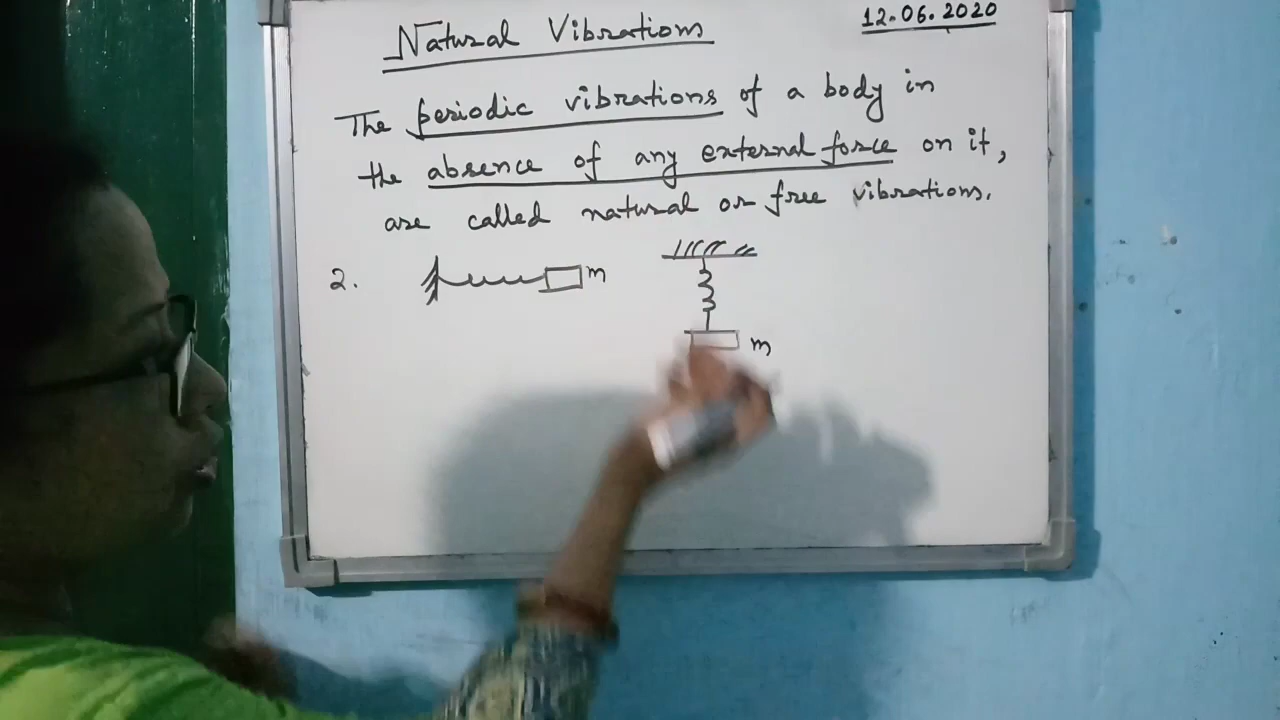 Natural Vibrations
12.06.2020
The periodic vibrations of a body in
the absence of any external force on it,
are called natural or free vibrations.
2.
m
m